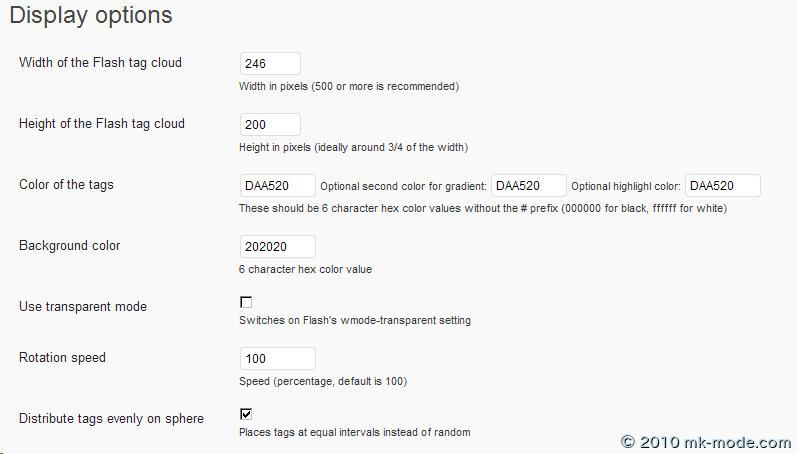 Display options
Width of the Flash tag cloud
246
Width in pixels (500 or more is recommended)
Height of the Flash tag cloud
200
Height in pixels (ideally around 3/4 of the width)
Color of the tags
DAA520 Optional second color for gradient: DAA520 Optional highlighl color: DAA520
These should be 6 character hex color values without the # prefix (000000 for black, ffffff for white)
Background color
202020
6 character hex color value
Use transparent mode
Switches on Flash's wmode-transparent setting
Rotation speed
100
Speed (percentage, default is 100)
Distribute tags evenly on sphere
Places tags at equal intervals instead of random
© 2010 mk-mode.com